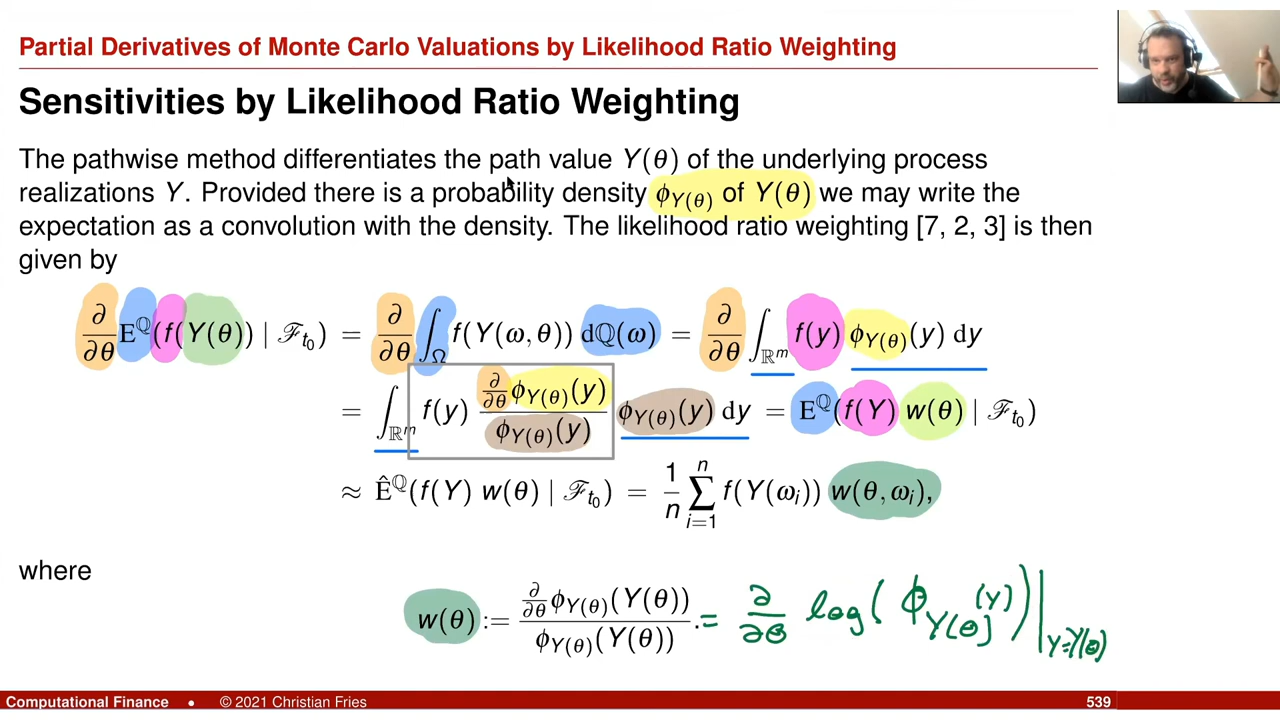 Partial Derivatives of Monte Carlo Valuations by Likelihood Ratio Weighting
Sensitivities by Likelihood Ratio Weighting
The pathwise method differentiates the path value Y(θ) of the underlying process
realizations Y. Provided there is a probability density ϕ_{Y(θ)} of Y(θ) we may write the
expectation as a convolution with the density. The likelihood ratio weighting [7, 2, 3] is then
given by
∂/∂θ E^ℚ(f(Y(θ)) | ℱ_{t₀}) = ∂/∂θ ∫_Ω f(Y(ω,θ)) dℚ(ω) = ∂/∂θ ∫_{ℝ^m} f(y) ϕ_{Y(θ)}(y) dy
= ∫_{ℝ^m} f(y) (∂/∂θ ϕ_{Y(θ)}(y))/(ϕ_{Y(θ)}(y)) ϕ_{Y(θ)}(y) dy = E^ℚ(f(Y) w(θ) | ℱ_{t₀})
≈ Ê^ℚ(f(Y) w(θ) | ℱ_{t₀}) = 1/n ∑_{i=1}^n f(Y(ω_i)) w(θ,ω_i),
where
w(θ) := (∂/∂θ ϕ_{Y(θ)}(Y(θ)))/(ϕ_{Y(θ)}(Y(θ))). = ∂/∂θ log( ϕ_{Y(θ)}(y) )|_{y=Y(θ)}
Computational Finance • © 2021 Christian Fries 539